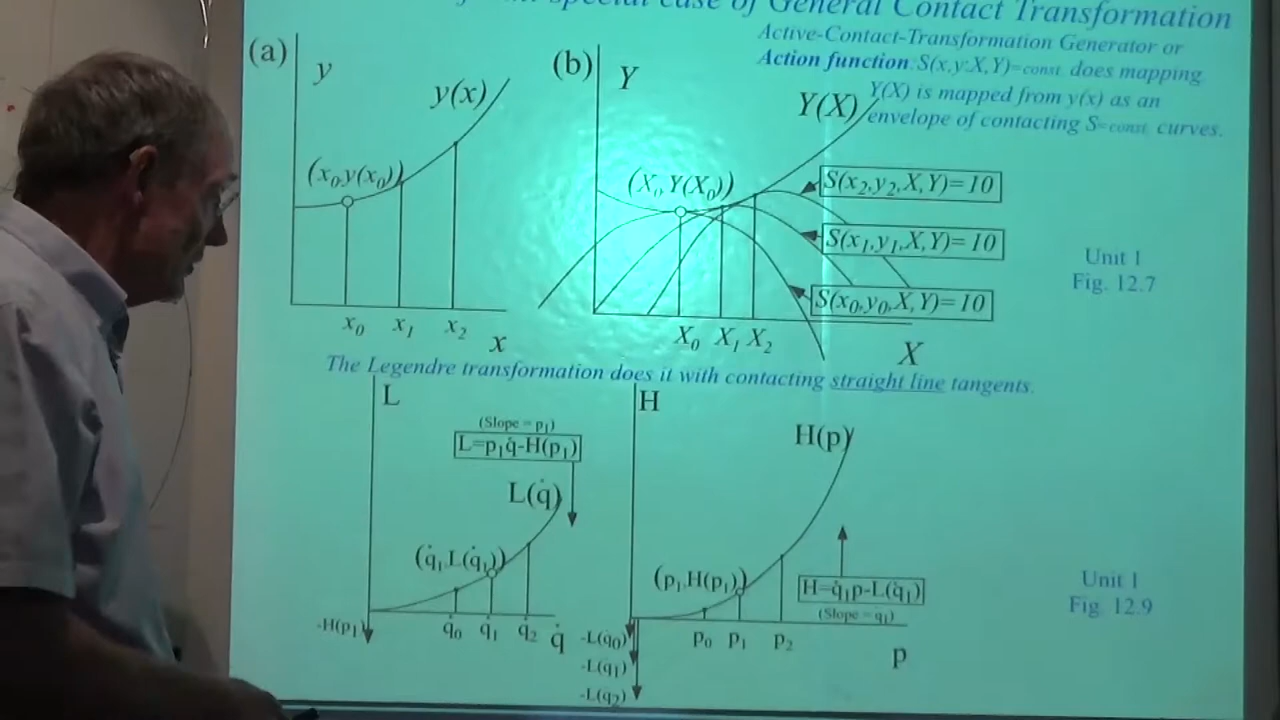 special case of General Contact Transformation
Active-Contact-Transformation Generator or
Action function: S(x,y:X,Y)=const. does mapping
Y(X) is mapped from y(x) as an
envelope of contacting S=const. curves.
(a)
y
y(x)
(x₀,y(x₀))
x₀ x₁ x₂ x
(b)
Y
Y(X)
(X₀,Y(X₀))
S(x₂,y₂,X,Y)=10
S(x₁,y₁,X,Y)=10
S(x₀,y₀,X,Y)=10
X₀ X₁ X₂ X
Unit 1
Fig. 12.7
The Legendre transformation does it with contacting straight line tangents.
L
(Slope = p₁)
L=p₁q̇-H(p₁)
L(q̇)
(q̇₁,L(q̇₁))
-H(p₁)
q̇₀ q̇₁ q̇₂ q̇
H
H(p)
(p₁,H(p₁))
H=q̇₁p-L(q̇₁)
(Slope = q̇₁)
-L(q̇₀)
-L(q̇₁)
-L(q̇₂)
p₀ p₁ p₂ p
Unit 1
Fig. 12.9